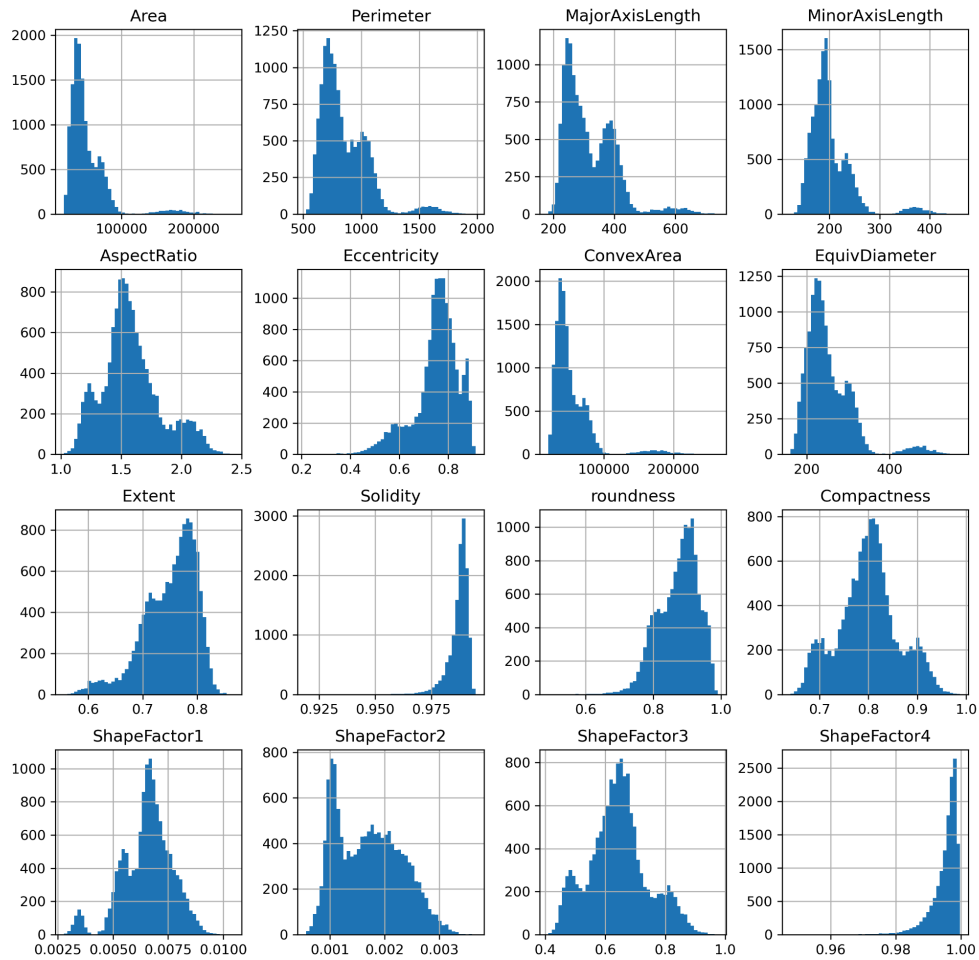 Area Perimeter MajorAxisLength MinorAxisLength
2000 1500 1000 500 0
100000 200000
1250 1000 750 500 250 0
500 1000 1500 2000
1000 750 500 250 0
200 400 600
1500 1000 500 0
100 200 300 400
AspectRatio Eccentricity ConvexArea EquivDiameter
800 600 400 200 0
1.0 1.5 2.0 2.5
1000 800 600 400 200 0
0.2 0.4 0.6 0.8
2000 1500 1000 500 0
100000 200000
1250 1000 750 500 250 0
200 400
Extent Solidity roundness Compactness
800 600 400 200 0
0.6 0.7 0.8
3000 2000 1000 0
0.925 0.950 0.975
1000 800 600 400 200 0
0.6 0.8 1.0
800 600 400 200 0
0.7 0.8 0.9 1.0
ShapeFactor1 ShapeFactor2 ShapeFactor3 ShapeFactor4
1000 800 600 400 200 0
0.0025 0.0050 0.0075 0.0100
800 600 400 200 0
0.001 0.002 0.003
800 600 400 200 0
0.4 0.6 0.8 1.0
2500 2000 1500 1000 500 0
0.96 0.98 1.00